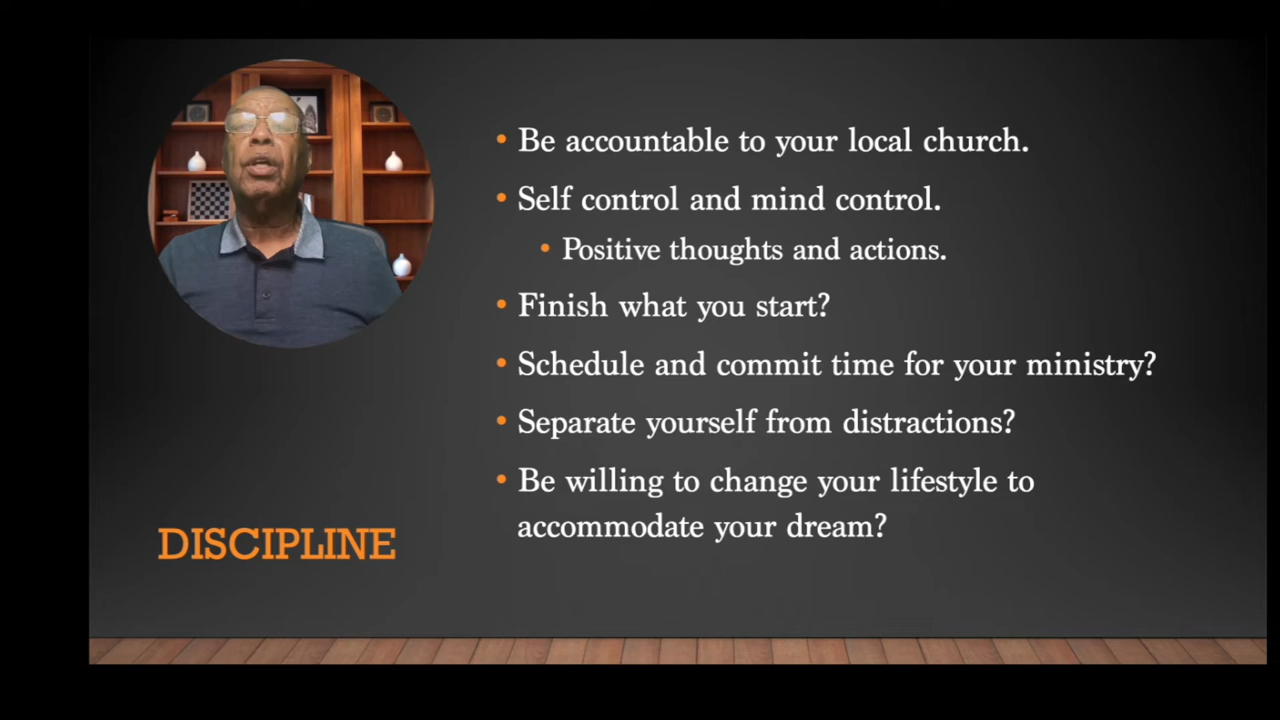 • Be accountable to your local church.
• Self control and mind control.
• Positive thoughts and actions.
• Finish what you start?
• Schedule and commit time for your ministry?
• Separate yourself from distractions?
• Be willing to change your lifestyle to
accommodate your dream?
DISCIPLINE